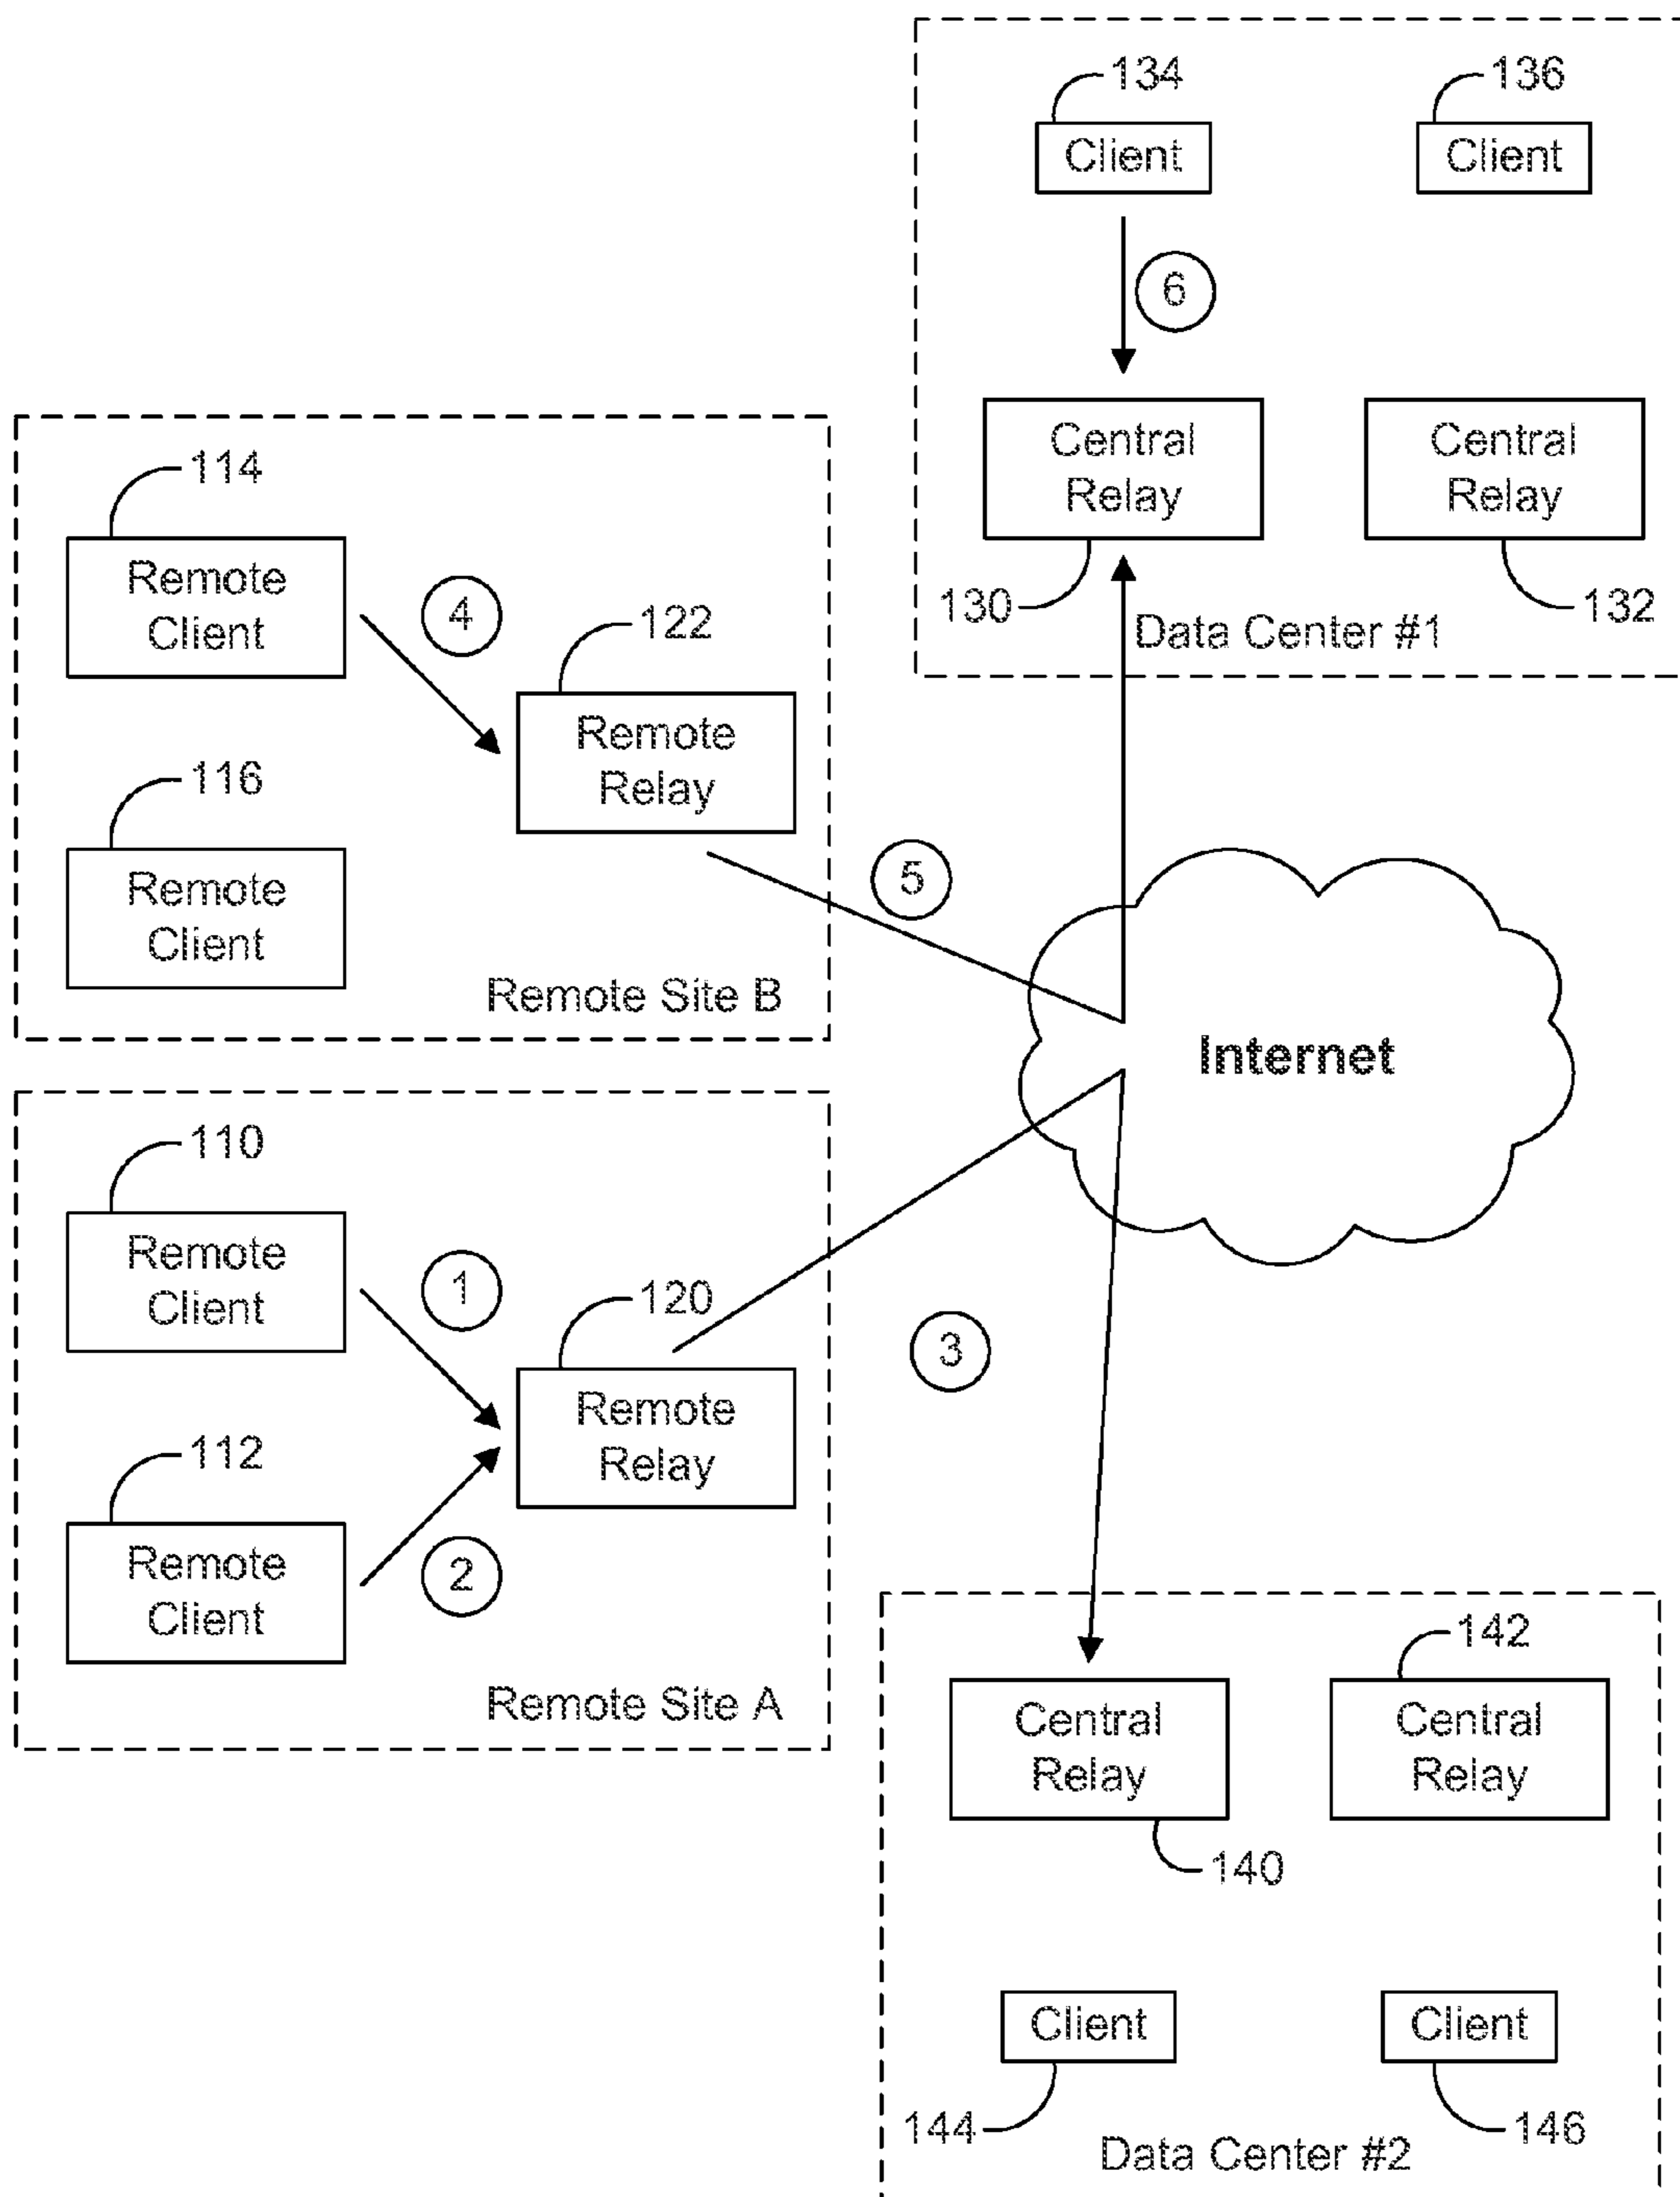 134
136
Client
Client
6
Central
Relay
Central
Relay
130
132
Data Center #1
114
Remote
Client
4
122
Remote
Relay
116
Remote
Client
5
Remote Site B
Internet
110
Remote
Client
1
120
Remote
Relay
3
112
Remote
Client
2
Remote Site A
142
Central
Relay
Central
Relay
140
Client
Client
144
146
Data Center #2